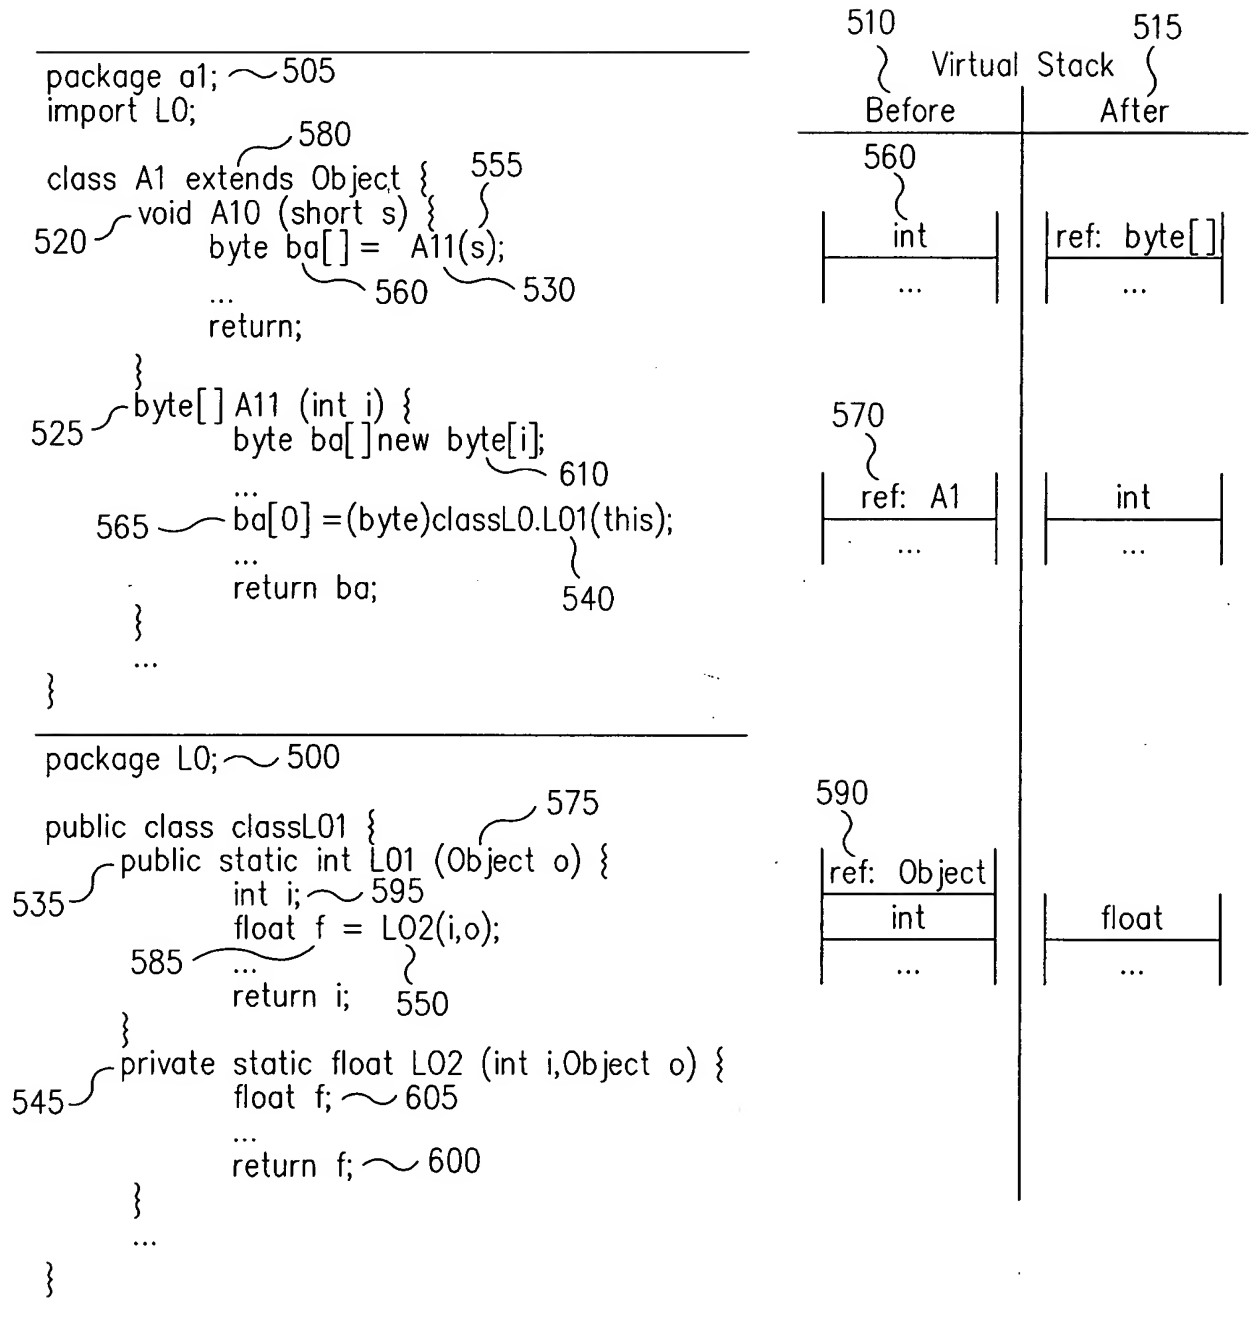 510
515
Virtual Stack
Before
After
package a1; 505
import L0;
580
class A1 extends Object {
555
520 void A10 (short s) {
byte ba[] = A11(s);
560
530
...
return;
}
525 byte[] A11 (int i) {
byte ba[]new byte[i];
610
...
565 ba[0] =(byte)classL0.L01(this);
...
540
return ba;
}
...
}
560
int
ref: byte[]
...
...
570
ref: A1
int
...
...
package L0; 500
575
public class classL01 {
535 public static int L01 (Object o) {
int i; 595
float f = L02(i,o);
585
...
550
return i;
}
545 private static float L02 (int i,Object o) {
float f; 605
...
return f; 600
}
...
}
590
ref: Object
int
float
...
...